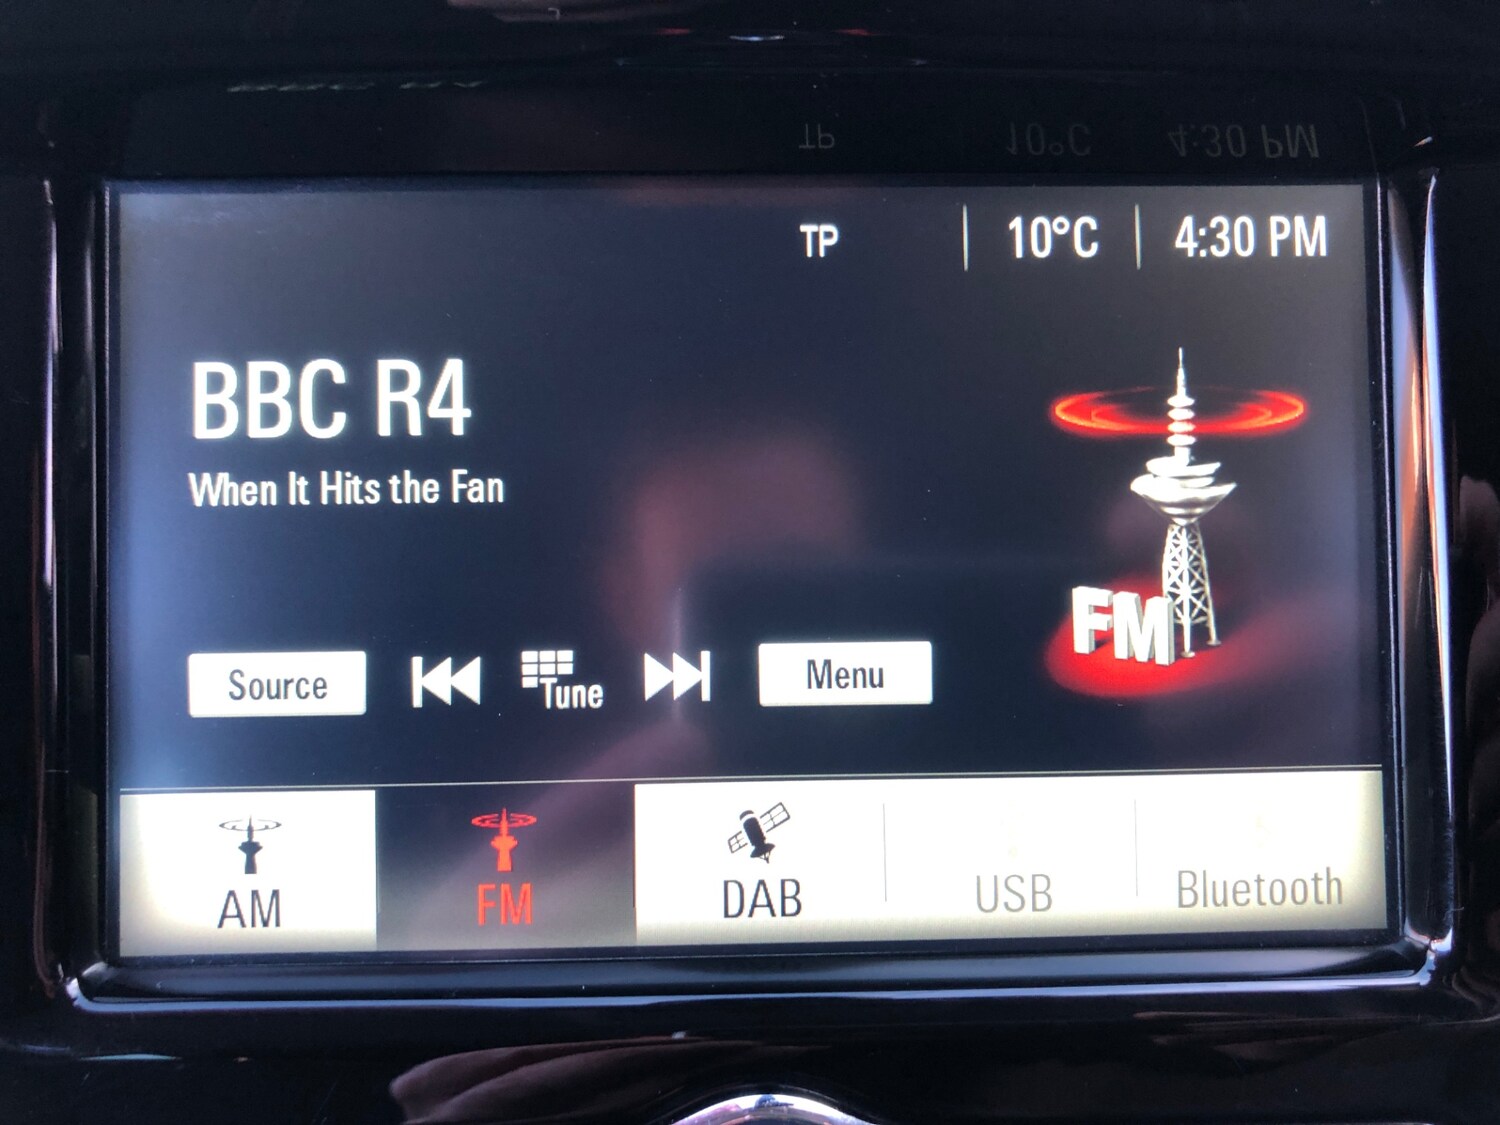 TP 10°C 4:30 PM
BBC R4
When It Hits the Fan
FM
Source Tune Menu
AM FM DAB USB Bluetooth